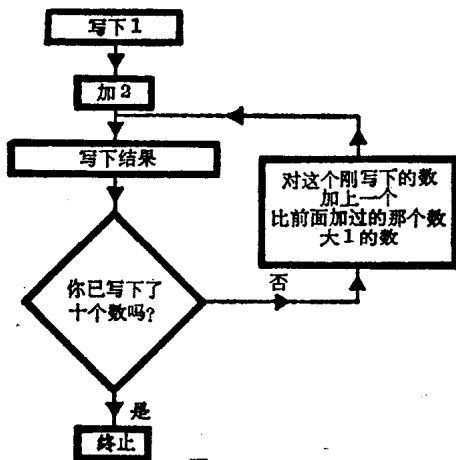 写下1
加2
写下结果
对这个刚写下的数
加上一个
比前面加过的那个数
大1的数
你已写下了
十个数吗?
否
是
终止